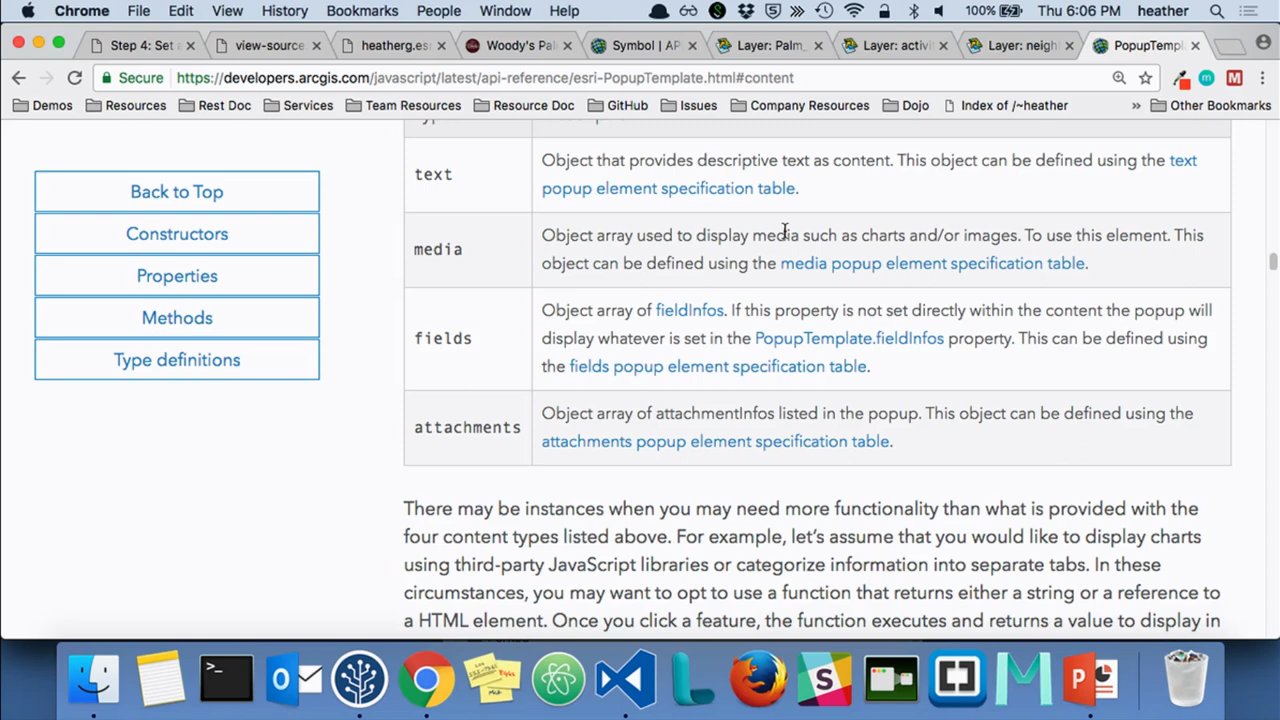 Chrome File Edit View History Bookmarks People Window Help 100% Thu 6:06 PM heather
Step 4: Set a view-source heatherg.es Woody's Pal Symbol | AP Layer: Palm_ Layer: activi Layer: neigh PopupTempl
Secure https://developers.arcgis.com/javascript/latest/api-reference/esri-PopupTemplate.html#content
Demos Resources Rest Doc Services Team Resources Resource Doc GitHub Issues Company Resources Dojo Index of /~heather » Other Bookmarks
Back to Top
Constructors
Properties
Methods
Type definitions
text
Object that provides descriptive text as content. This object can be defined using the text
popup element specification table.
media
Object array used to display media such as charts and/or images. To use this element. This
object can be defined using the media popup element specification table.
fields
Object array of fieldInfos. If this property is not set directly within the content the popup will
display whatever is set in the PopupTemplate.fieldInfos property. This can be defined using
the fields popup element specification table.
attachments
Object array of attachmentInfos listed in the popup. This object can be defined using the
attachments popup element specification table.
There may be instances when you may need more functionality than what is provided with the
four content types listed above. For example, let's assume that you would like to display charts
using third-party JavaScript libraries or categorize information into separate tabs. In these
circumstances, you may want to opt to use a function that returns either a string or a reference to
a HTML element. Once you click a feature, the function executes and returns a value to display in